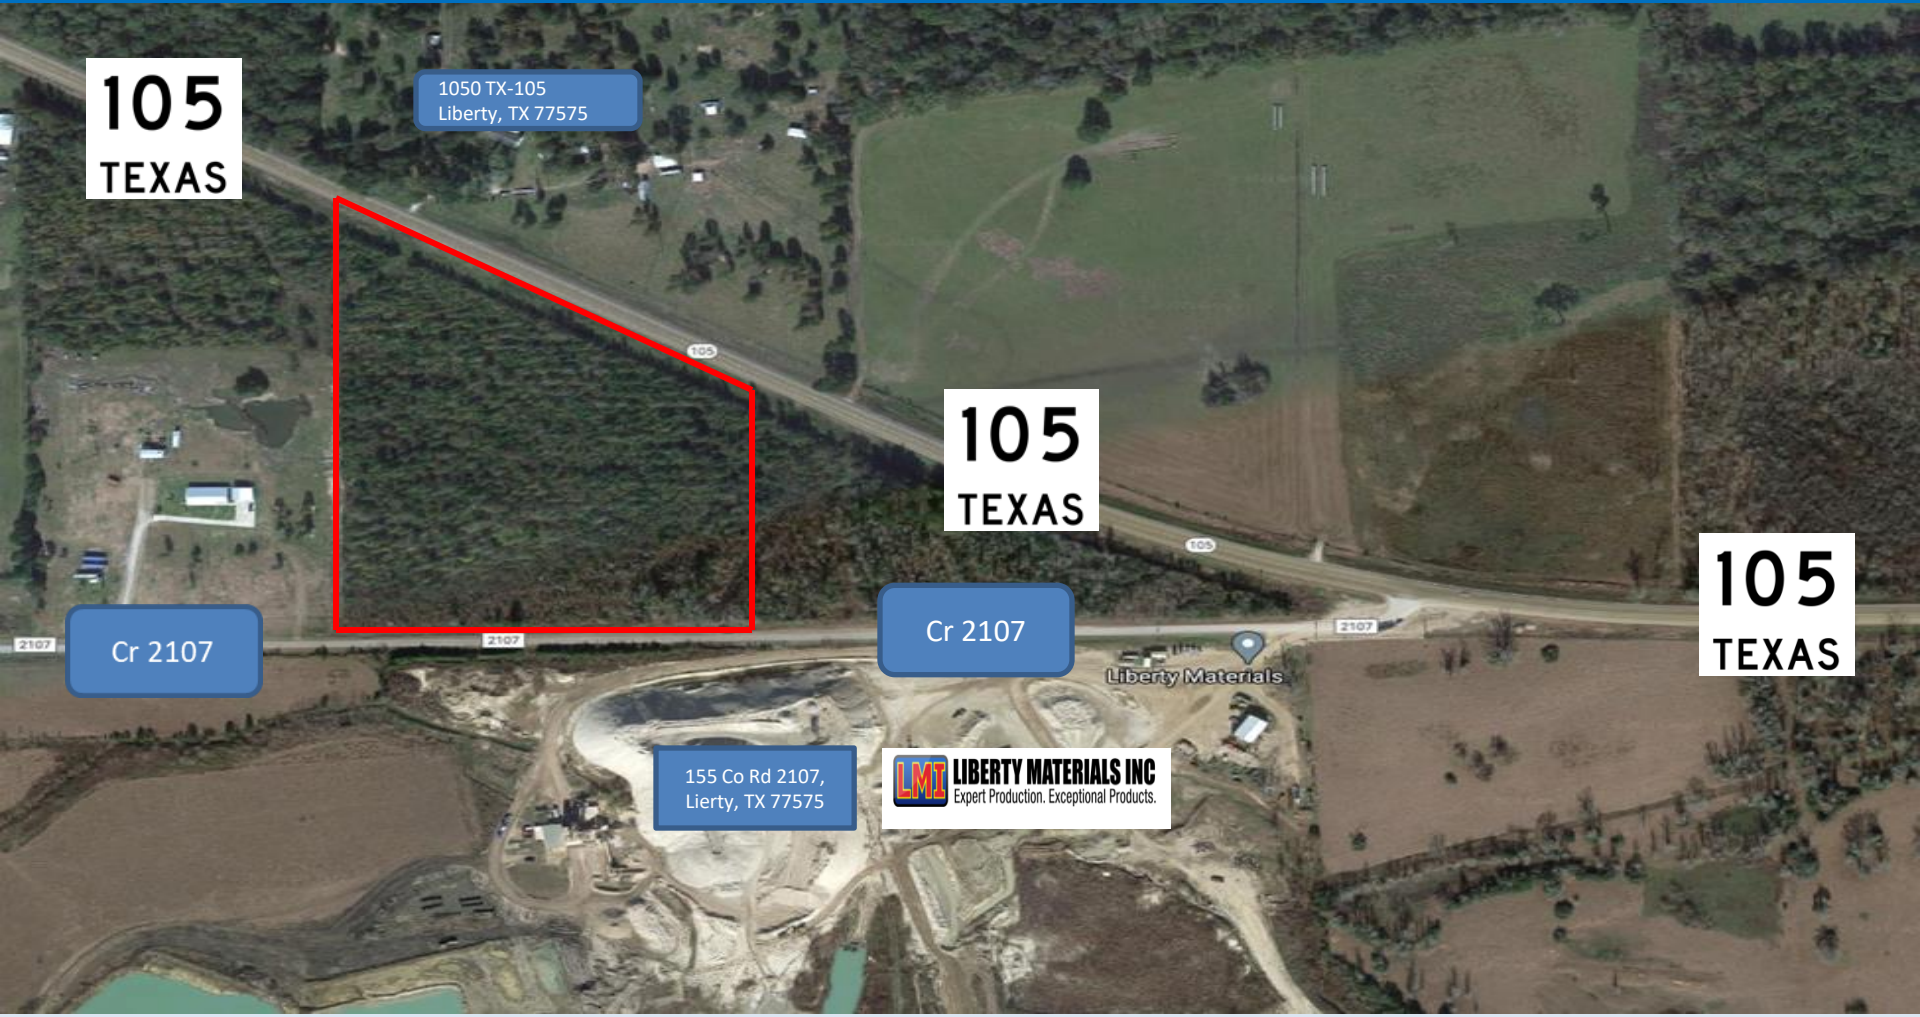 105
TEXAS
1050 TX-105
Liberty, TX 77575
105
105
TEXAS
105
105
TEXAS
2107
Cr 2107
2107
Cr 2107
2107
Liberty Materials
155 Co Rd 2107,
Lierty, TX 77575
LMI
LIBERTY MATERIALS INC
Expert Production. Exceptional Products.